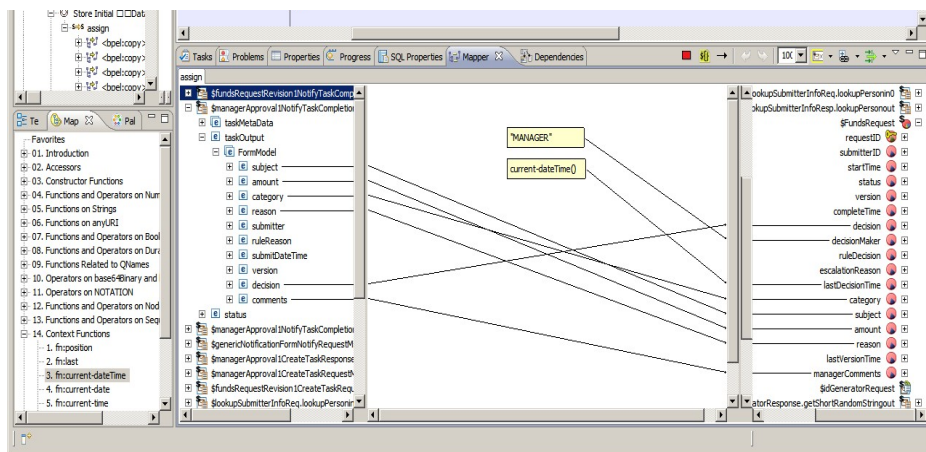 Store Initial □□Data
assign
<bpel:copy>
<bpel:copy>
<bpel:copy>
<bpel:copy>
Tasks Problems Properties Progress SQL Properties Mapper Dependencies
assign
Te Map Pal
Favorites
01. Introduction
02. Accessors
03. Constructor Functions
04. Functions and Operators on Num
05. Functions on Strings
06. Functions on anyURI
07. Functions and Operators on Bool
08. Functions and Operators on Dura
09. Functions Related to QNames
10. Operators on base64Binary and
11. Operators on NOTATION
12. Functions and Operators on Nod
13. Functions and Operators on Sequ
14. Context Functions
1. fn:position
2. fn:last
3. fn:current-dateTime
4. fn:current-date
5. fn:current-time
$fundsRequestRevision1NotifyTaskComp
$managerApproval1NotifyTaskCompletion
taskMetaData
taskOutput
FormModel
subject
amount
category
reason
submitter
ruleReason
submitDateTime
version
decision
comments
status
$managerApproval1NotifyTaskCompletion
$genericNotificationFormNotifyRequestM
$managerApproval1CreateTaskResponse
$managerApproval1CreateTaskRequestM
$fundsRequestRevision1CreateTaskRequ
$lookupSubmitterInfoReq.lookupPersonin
"MANAGER"
current-dateTime()
ookupSubmitterInfoReq.lookupPersonin0
okupSubmitterInfoResp.lookupPersonout
$FundsRequest
requestID
submitterID
startTime
status
version
completeTime
decision
decisionMaker
ruleDecision
escalationReason
lastDecisionTime
category
subject
amount
reason
lastVersionTime
managerComments
$idGeneratorRequest
atorResponse.getShortRandomStringout